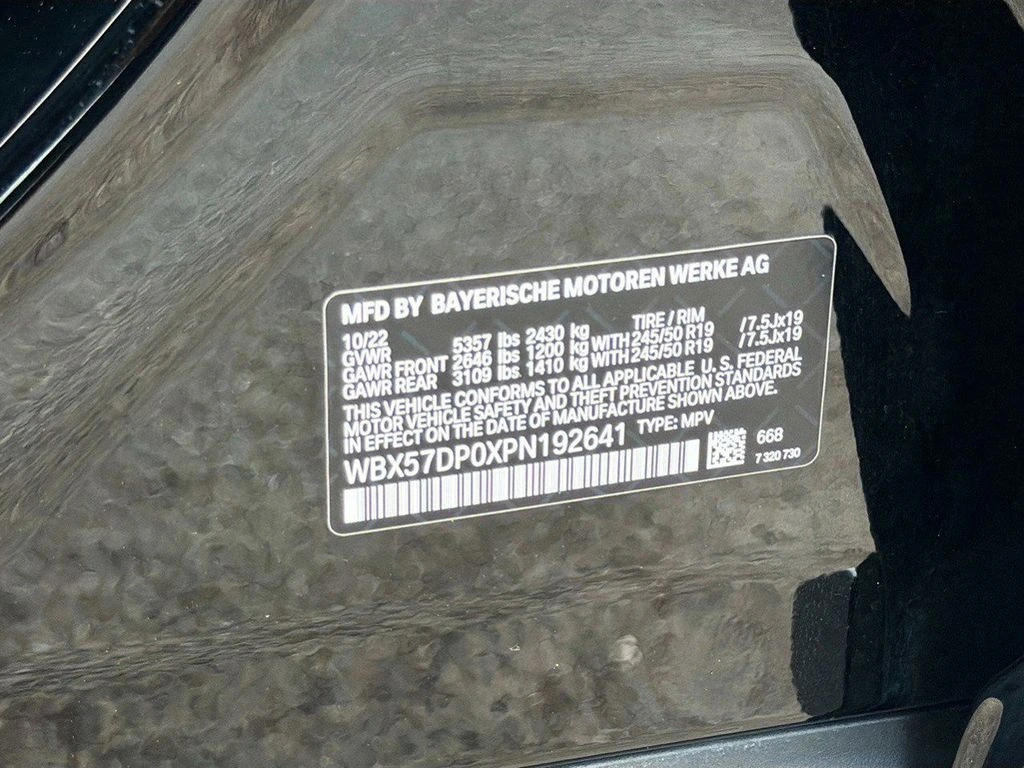 MFD BY BAYERISCHE MOTOREN WERKE AG
10/22 TIRE / RIM
GVWR 5357 lbs 2430 kg
GAWR FRONT 2646 lbs 1200 kg WITH 245/50 R19 /7.5Jx19
GAWR REAR 3109 lbs 1410 kg WITH 245/50 R19 /7.5Jx19
THIS VEHICLE CONFORMS TO ALL APPLICABLE U. S. FEDERAL
MOTOR VEHICLE SAFETY AND THEFT PREVENTION STANDARDS
IN EFFECT ON THE DATE OF MANUFACTURE SHOWN ABOVE.
WBX57DP0XPN192641 TYPE: MPV
668
7 320 730